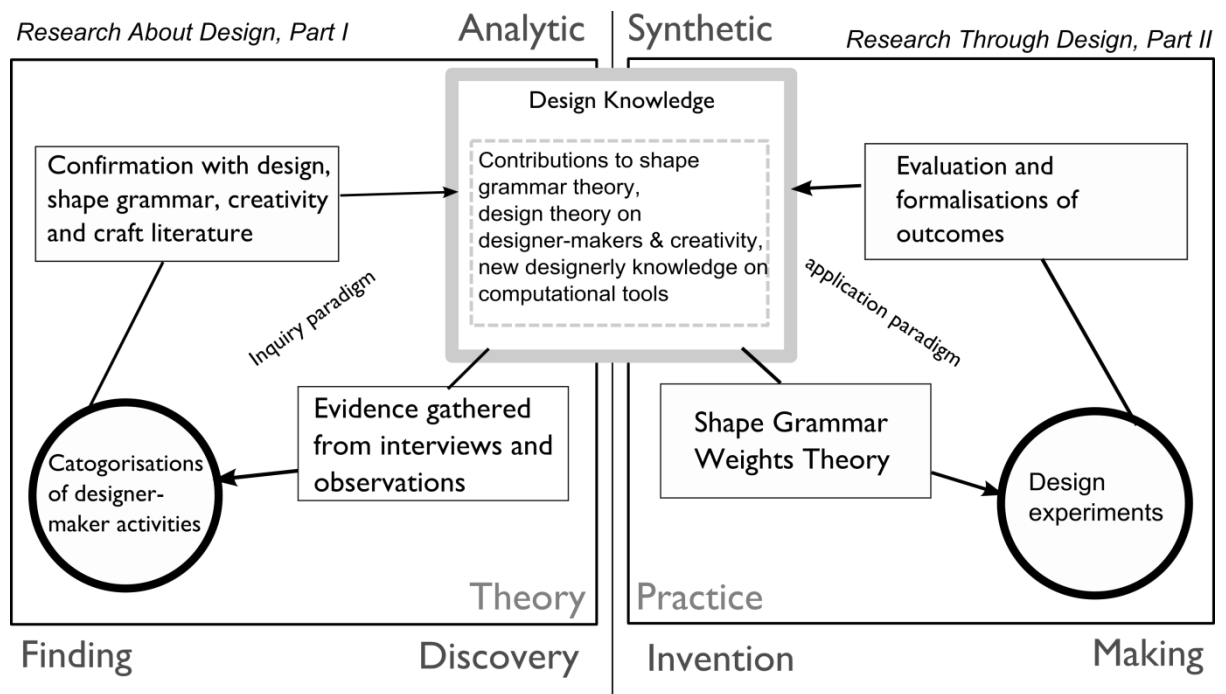 Research About Design, Part I
Analytic
Synthetic
Research Through Design, Part II
Design Knowledge
Contributions to shape
grammar theory,
design theory on
designer-makers & creativity,
new designerly knowledge on
computational tools
Confirmation with design,
shape grammar, creativity
and craft literature
Inquiry paradigm
Evidence gathered
from interviews and
observations
Catogorisations
of designer-
maker activities
Theory
Finding
Discovery
Evaluation and
formalisations of
outcomes
application paradigm
Shape Grammar
Weights Theory
Design
experiments
Practice
Invention
Making